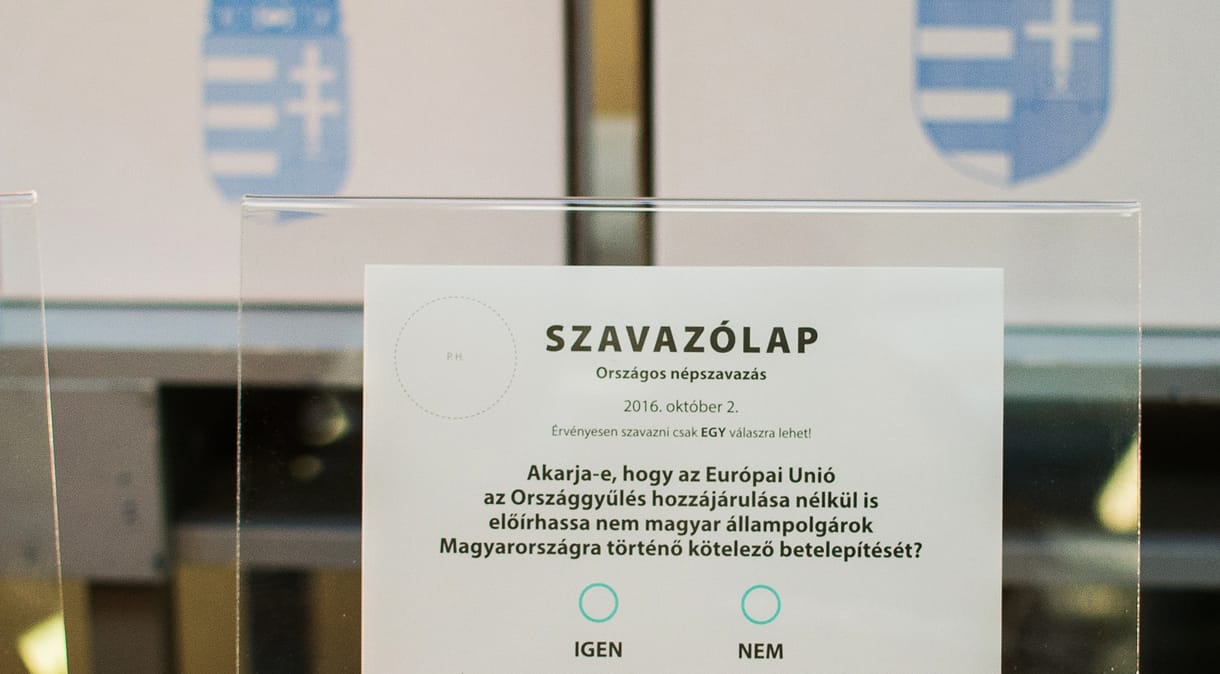 P.H.
SZAVAZÓLAP
Országos népszavazás
2016. október 2.
Érvényesen szavazni csak EGY válaszra lehet!
Akarja-e, hogy az Európai Unió
az Országgyűlés hozzájárulása nélkül is
előírhassa nem magyar állampolgárok
Magyarországra történő kötelező betelepítését?
IGEN NEM